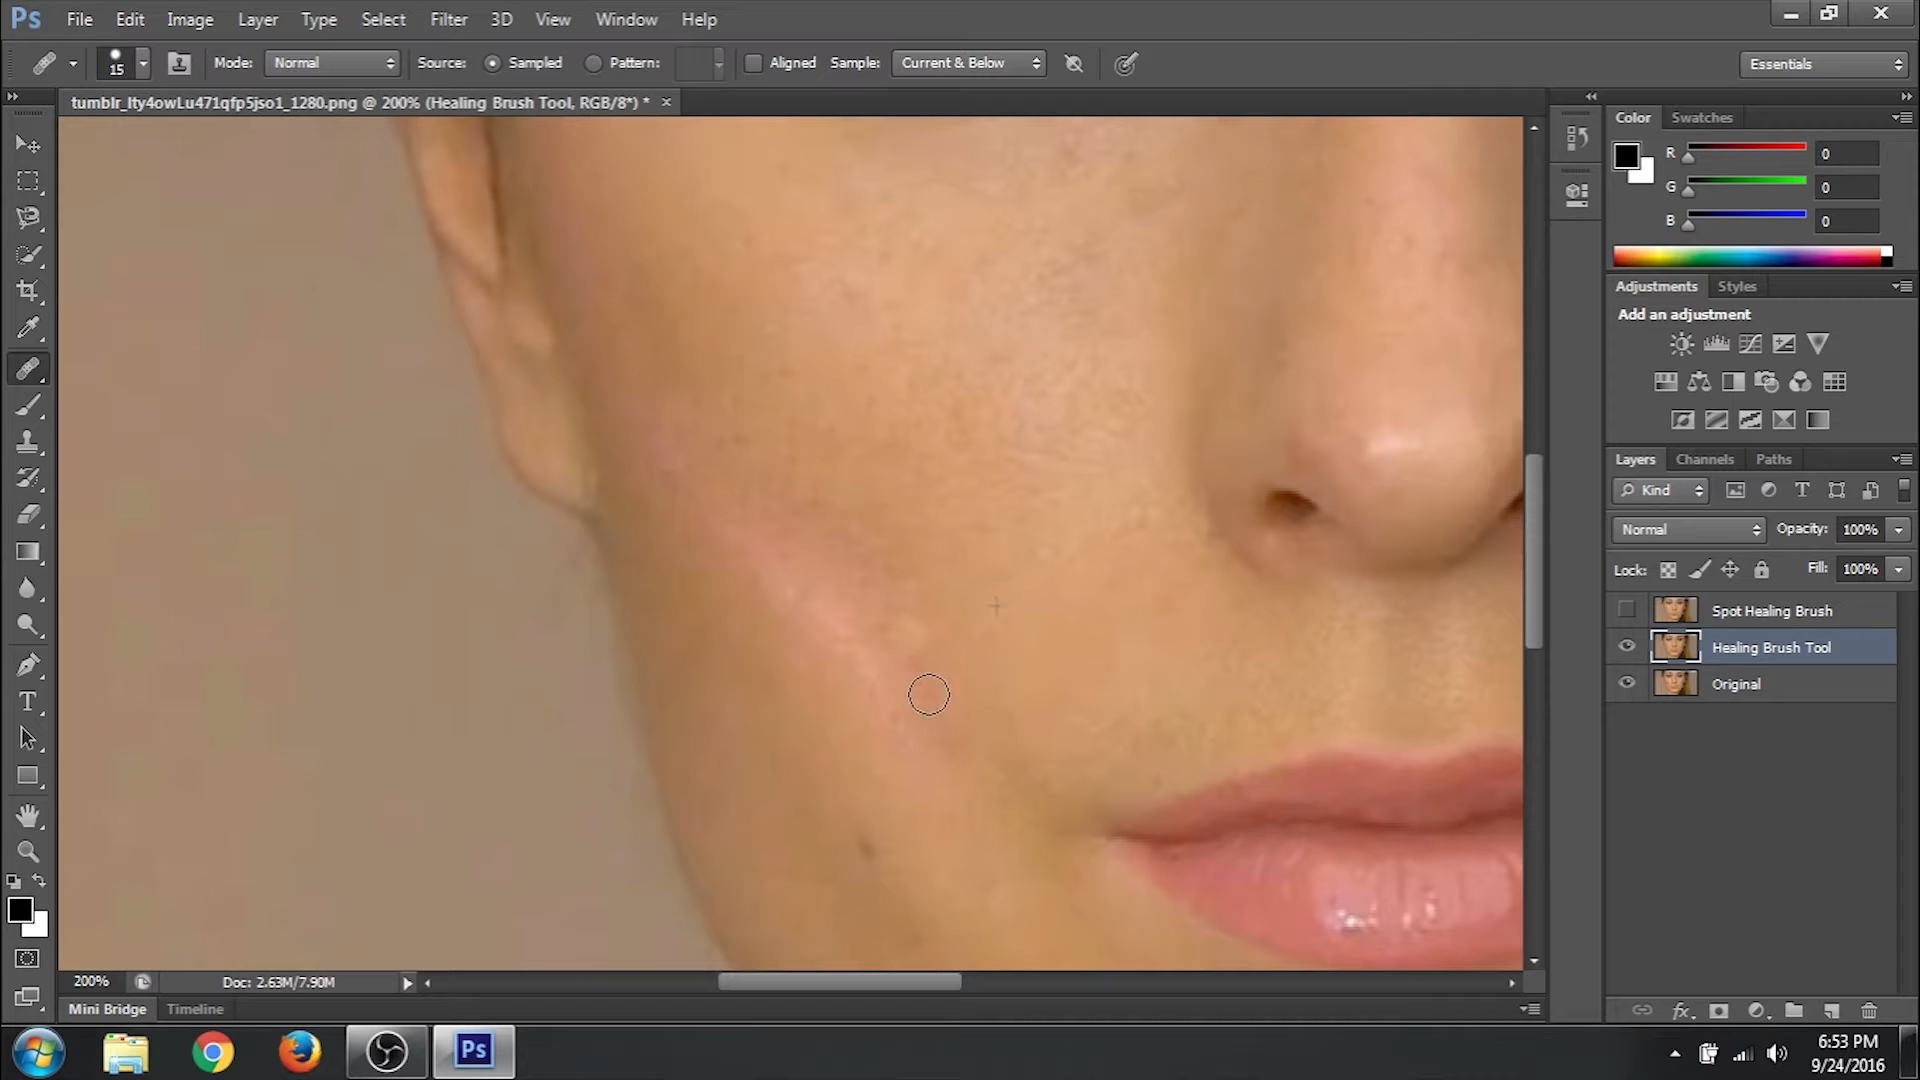 Ps File Edit Image Layer Type Select Filter 3D View Window Help
15 Mode: Normal Source: Sampled Pattern: Aligned Sample: Current & Below Essentials
tumblr_lty4owLu471qfp5jso1_1280.png @ 200% (Healing Brush Tool, RGB/8*) *
Color Swatches
R 0
G 0
B 0
Adjustments Styles
Add an adjustment
Layers Channels Paths
Kind
Normal Opacity: 100%
Lock: Fill: 100%
Spot Healing Brush
Healing Brush Tool
Original
200% Doc: 2.63M/7.90M
Mini Bridge Timeline
Ps
6:53 PM
9/24/2016